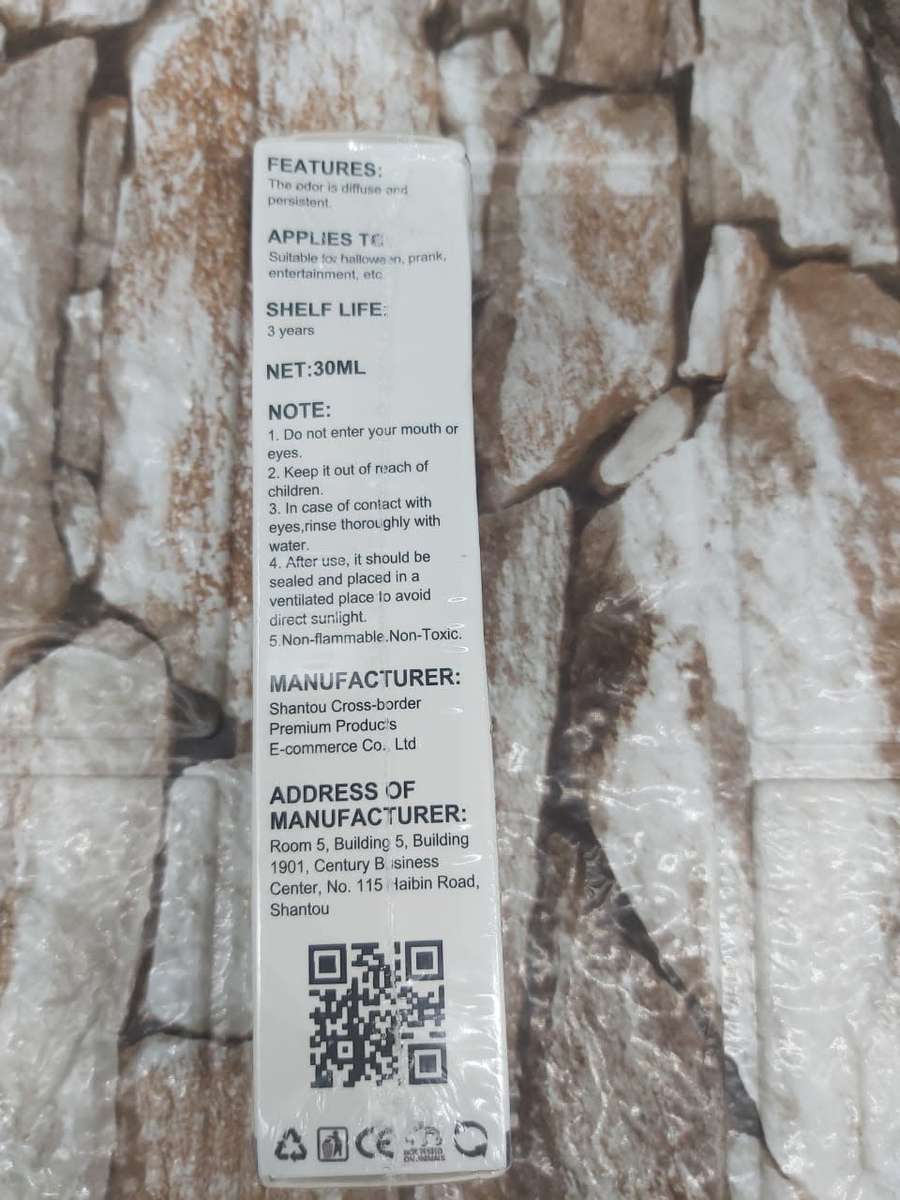 FEATURES:
The odor is diffuse and
persistent.
APPLIES TO
Suitable for halloween, prank,
entertainment, etc
SHELF LIFE:
3 years
NET:30ML
NOTE:
1. Do not enter your mouth or
eyes.
2. Keep it out of reach of
children.
3. In case of contact with
eyes,rinse thoroughly with
water.
4. After use, it should be
sealed and placed in a
ventilated place to avoid
direct sunlight.
5.Non-flammable.Non-Toxic.
MANUFACTURER:
Shantou Cross-border
Premium Products
E-commerce Co., Ltd
ADDRESS OF
MANUFACTURER:
Room 5, Building 5, Building
1901, Century Business
Center, No. 115 Haibin Road,
Shantou
CE
NOT TESTED
ON ANIMALS